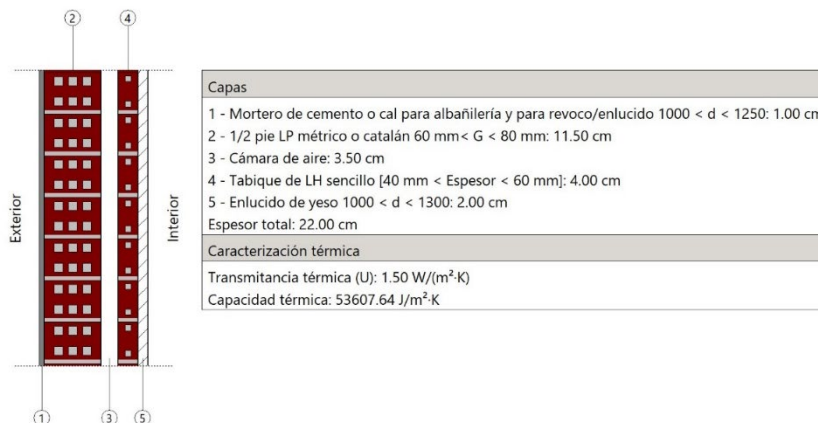 2
4
Exterior
Interior
1
3
5
Capas
1 - Mortero de cemento o cal para albañilería y para revoco/enlucido 1000 < d < 1250: 1.00 cm
2 - 1/2 pie LP métrico o catalán 60 mm< G < 80 mm: 11.50 cm
3 - Cámara de aire: 3.50 cm
4 - Tabique de LH sencillo [40 mm < Espesor < 60 mm]: 4.00 cm
5 - Enlucido de yeso 1000 < d < 1300: 2.00 cm
Espesor total: 22.00 cm
Caracterización térmica
Transmitancia térmica (U): 1.50 W/(m²·K)
Capacidad térmica: 53607.64 J/m²·K